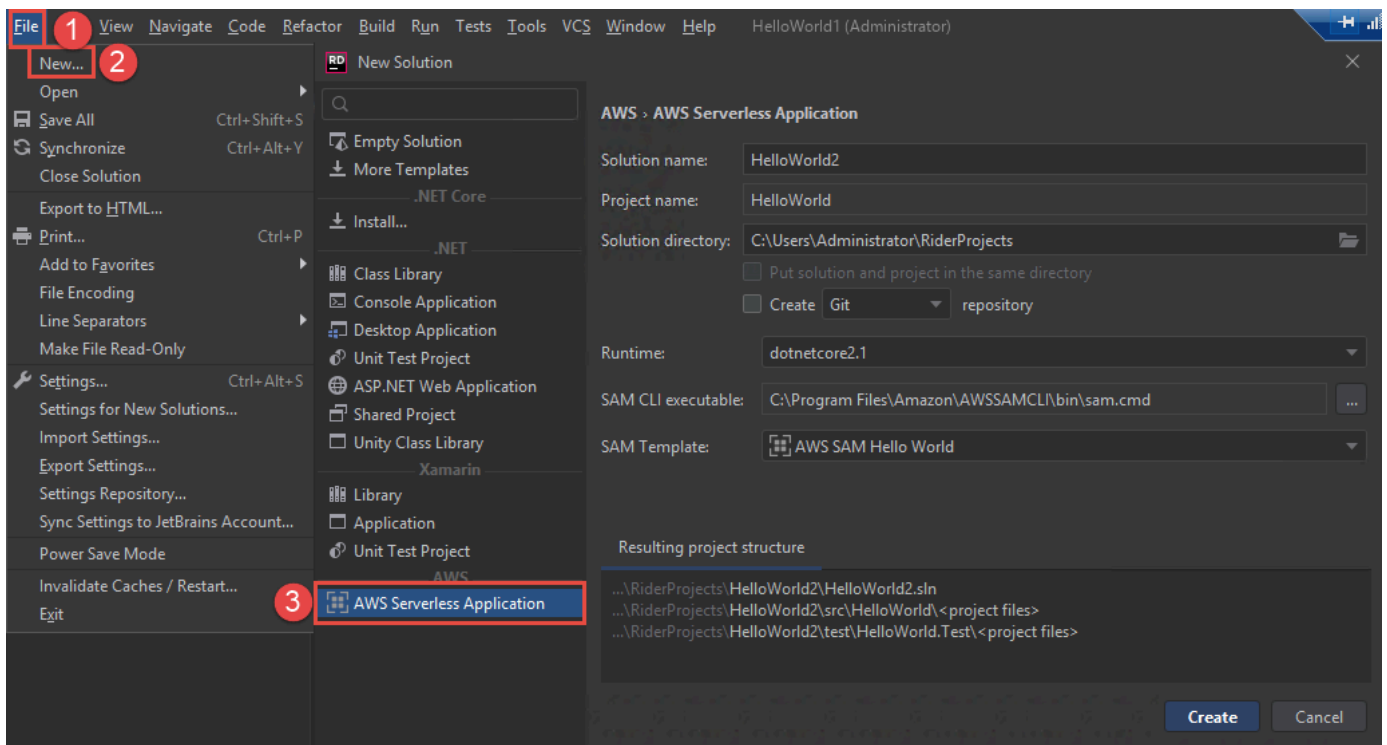 File 1 View Navigate Code Refactor Build Run Tests Tools VCS Window Help HelloWorld1 (Administrator)
New... 2
Open
Save All Ctrl+Shift+S
Synchronize Ctrl+Alt+Y
Close Solution
Export to HTML...
Print... Ctrl+P
Add to Favorites
File Encoding
Line Separators
Make File Read-Only
Settings... Ctrl+Alt+S
Settings for New Solutions...
Import Settings...
Export Settings...
Settings Repository...
Sync Settings to JetBrains Account...
Power Save Mode
Invalidate Caches / Restart...
Exit
RD New Solution
Empty Solution
More Templates
.NET Core
Install...
.NET
Class Library
Console Application
Desktop Application
Unit Test Project
ASP.NET Web Application
Shared Project
Unity Class Library
Xamarin
Library
Application
Unit Test Project
AWS
3 AWS Serverless Application
AWS › AWS Serverless Application
Solution name: HelloWorld2
Project name: HelloWorld
Solution directory: C:\Users\Administrator\RiderProjects
Put solution and project in the same directory
Create Git repository
Runtime: dotnetcore2.1
SAM CLI executable: C:\Program Files\Amazon\AWSSAMCLI\bin\sam.cmd ...
SAM Template: AWS SAM Hello World
Resulting project structure
...\RiderProjects\HelloWorld2\HelloWorld2.sln
...\RiderProjects\HelloWorld2\src\HelloWorld\<project files>
...\RiderProjects\HelloWorld2\test\HelloWorld.Test\<project files>
Create Cancel